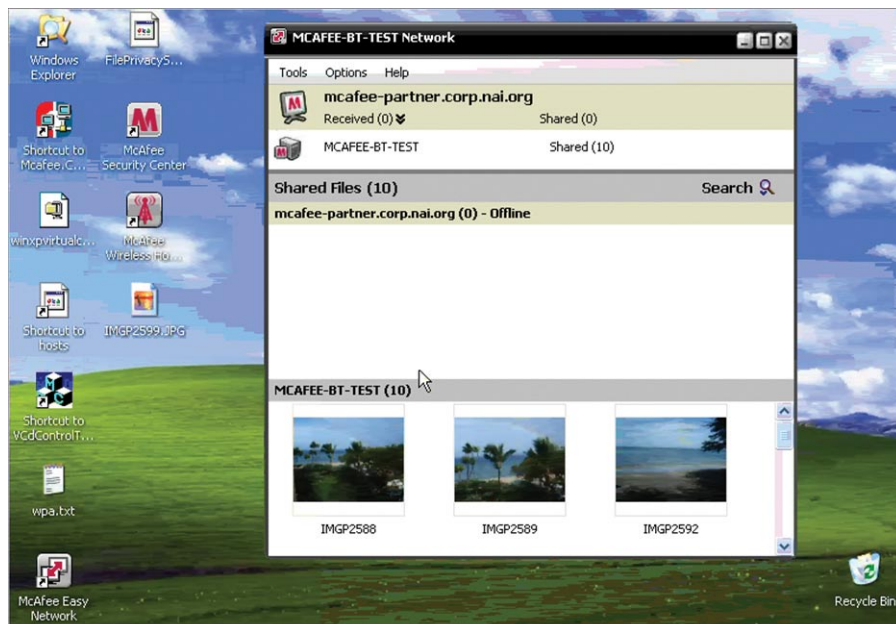 Windows
Explorer
FilePrivacyS...
Shortcut to
Mcafee.C...
McAfee
Security Center
winxpvirtualc...
McAfee
Wireless Ho...
Shortcut to
hosts
IMGP2599.JPG
Shortcut to
VCdControlT...
wpa.txt
McAfee Easy
Network
MCAFEE-BT-TEST Network
Tools Options Help
mcafee-partner.corp.nai.org
Received (0) Shared (0)
MCAFEE-BT-TEST Shared (10)
Shared Files (10) Search
mcafee-partner.corp.nai.org (0) - Offline
MCAFEE-BT-TEST (10)
IMGP2588 IMGP2589 IMGP2592
Recycle Bin